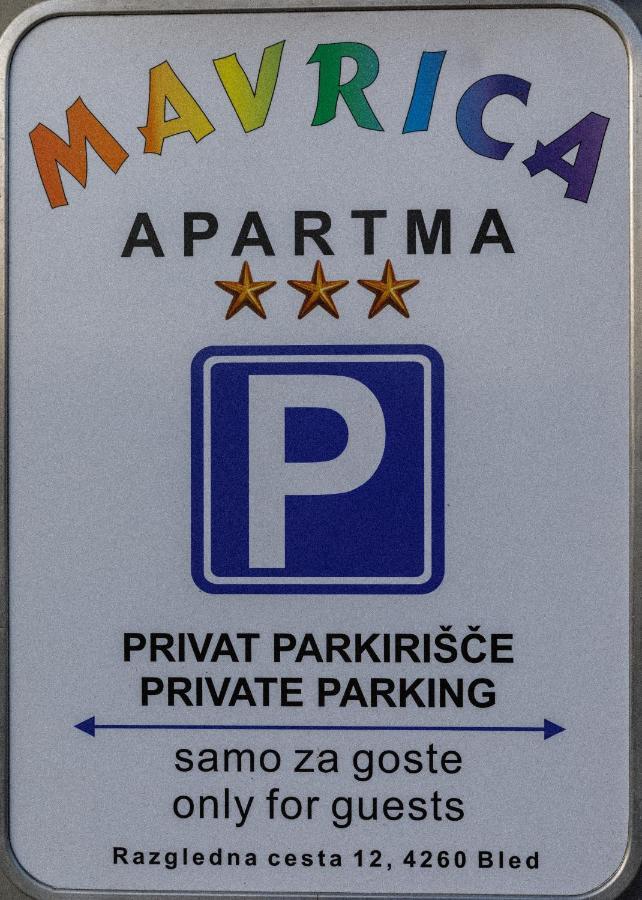 MAVRICA
APARTMA
P
PRIVAT PARKIRIŠČE
PRIVATE PARKING
samo za goste
only for guests
Razgledna cesta 12, 4260 Bled